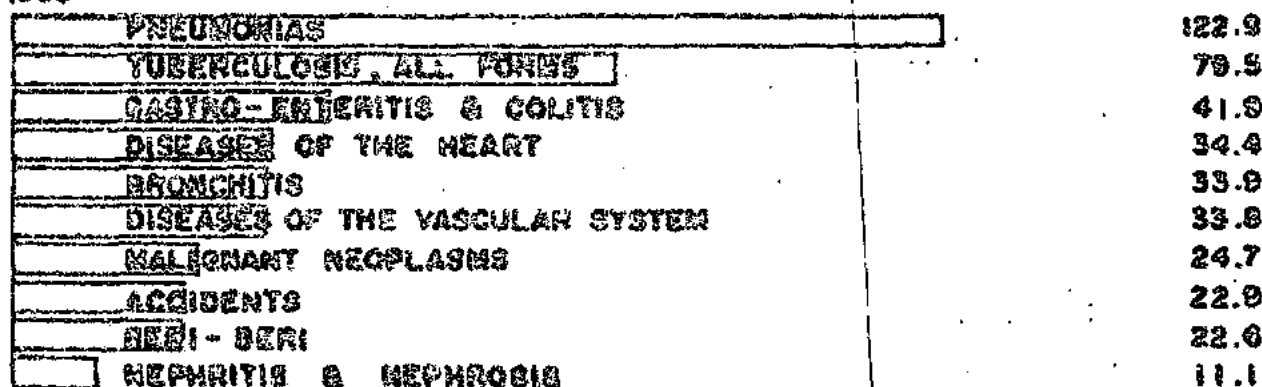 PNEUMONIAS 122.9
TUBERCULOSIS, ALL FORMS 79.5
GASTRO-ENTERITIS & COLITIS 41.9
DISEASES OF THE HEART 34.4
BRONCHITIS 33.9
DISEASES OF THE VASCULAR SYSTEM 33.8
MALIGNANT NEOPLASMS 24.7
ACCIDENTS 22.9
BERI-BERI 22.6
NEPHRITIS & NEPHROSIS 11.1